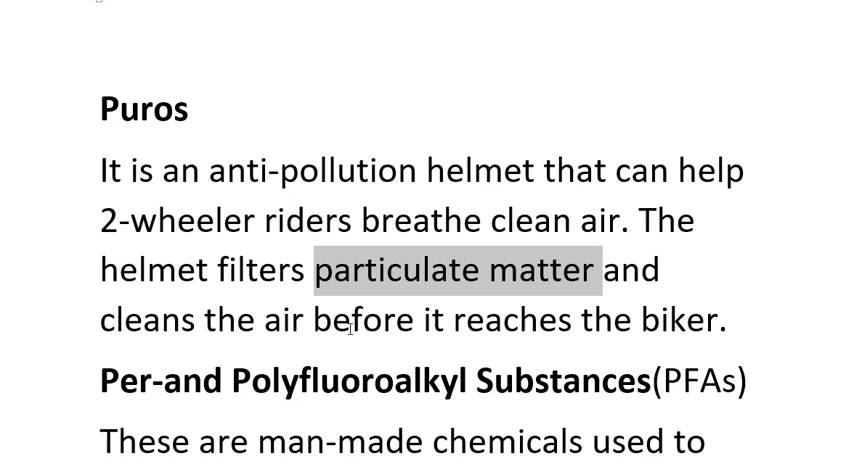 Puros
It is an anti-pollution helmet that can help
2-wheeler riders breathe clean air. The
helmet filters particulate matter and
cleans the air before it reaches the biker.
Per-and Polyfluoroalkyl Substances(PFAs)
These are man-made chemicals used to